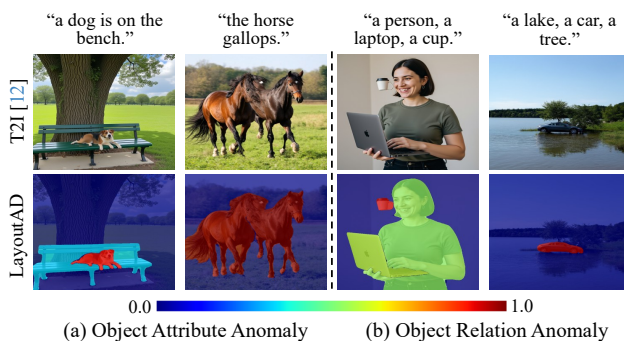 “a dog is on the bench.”
“the horse gallops.”
“a person, a laptop, a cup.”
“a lake, a car, a tree.”
T2I [12]
LayoutAD
0.0
1.0
(a) Object Attribute Anomaly
(b) Object Relation Anomaly